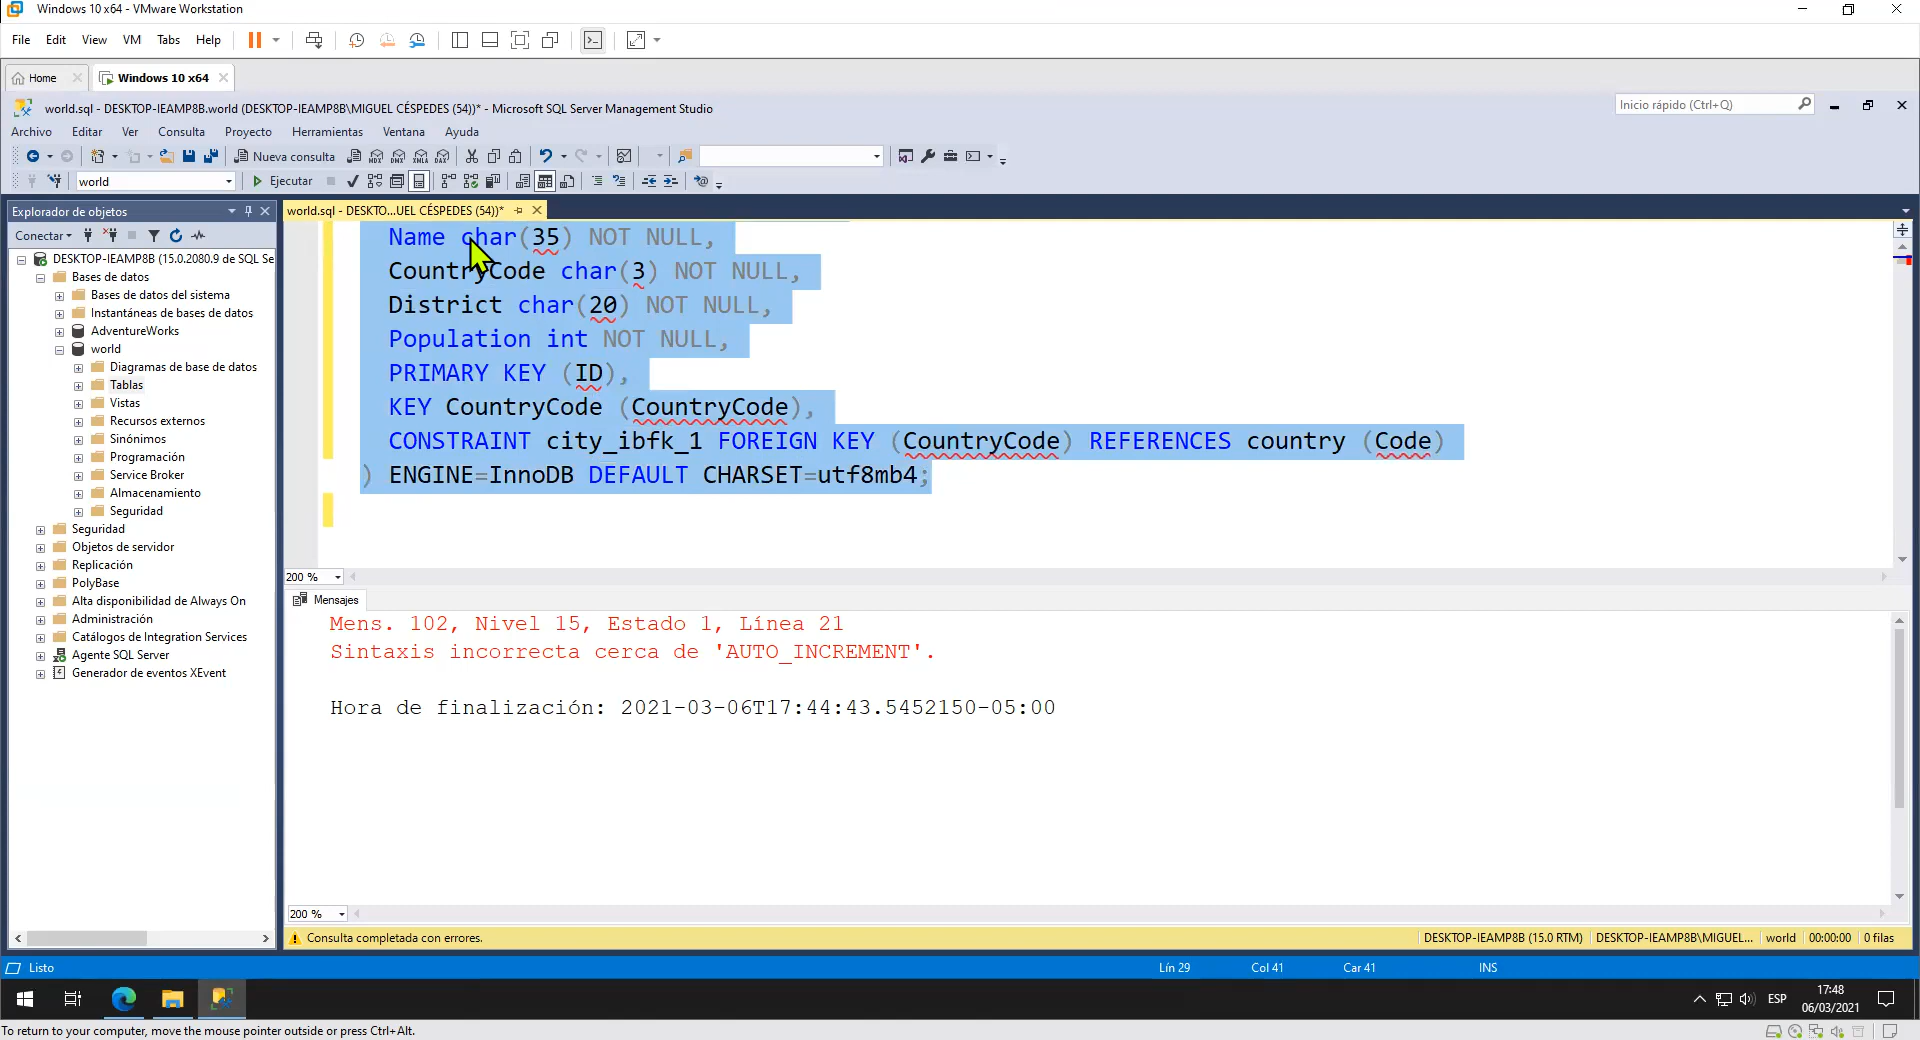 Windows 10 x64 - VMware Workstation
File Edit View VM Tabs Help
Home Windows 10 x64
world.sql - DESKTOP-IEAMP8B.world (DESKTOP-IEAMP8B\MIGUEL CÉSPEDES (54))* - Microsoft SQL Server Management Studio
Inicio rápido (Ctrl+Q)
Archivo Editar Ver Consulta Proyecto Herramientas Ventana Ayuda
Nueva consulta
world Ejecutar
Explorador de objetos
world.sql - DESKTO...UEL CÉSPEDES (54))*
Conectar
DESKTOP-IEAMP8B (15.0.2080.9 de SQL Se
Bases de datos
Bases de datos del sistema
Instantáneas de bases de datos
AdventureWorks
world
Diagramas de base de datos
Tablas
Vistas
Recursos externos
Sinónimos
Programación
Service Broker
Almacenamiento
Seguridad
Seguridad
Objetos de servidor
Replicación
PolyBase
Alta disponibilidad de Always On
Administración
Catálogos de Integration Services
Agente SQL Server
Generador de eventos XEvent
Name char(35) NOT NULL,
CountryCode char(3) NOT NULL,
District char(20) NOT NULL,
Population int NOT NULL,
PRIMARY KEY (ID),
KEY CountryCode (CountryCode),
CONSTRAINT city_ibfk_1 FOREIGN KEY (CountryCode) REFERENCES country (Code)
) ENGINE=InnoDB DEFAULT CHARSET=utf8mb4;
200 %
Mensajes
Mens. 102, Nivel 15, Estado 1, Línea 21
Sintaxis incorrecta cerca de 'AUTO_INCREMENT'.
Hora de finalización: 2021-03-06T17:44:43.5452150-05:00
200 %
Consulta completada con errores.
DESKTOP-IEAMP8B (15.0 RTM) DESKTOP-IEAMP8B\MIGUEL... world 00:00:00 0 filas
Listo Lín 29 Col 41 Car 41 INS
ESP
17:48
06/03/2021
To return to your computer, move the mouse pointer outside or press Ctrl+Alt.